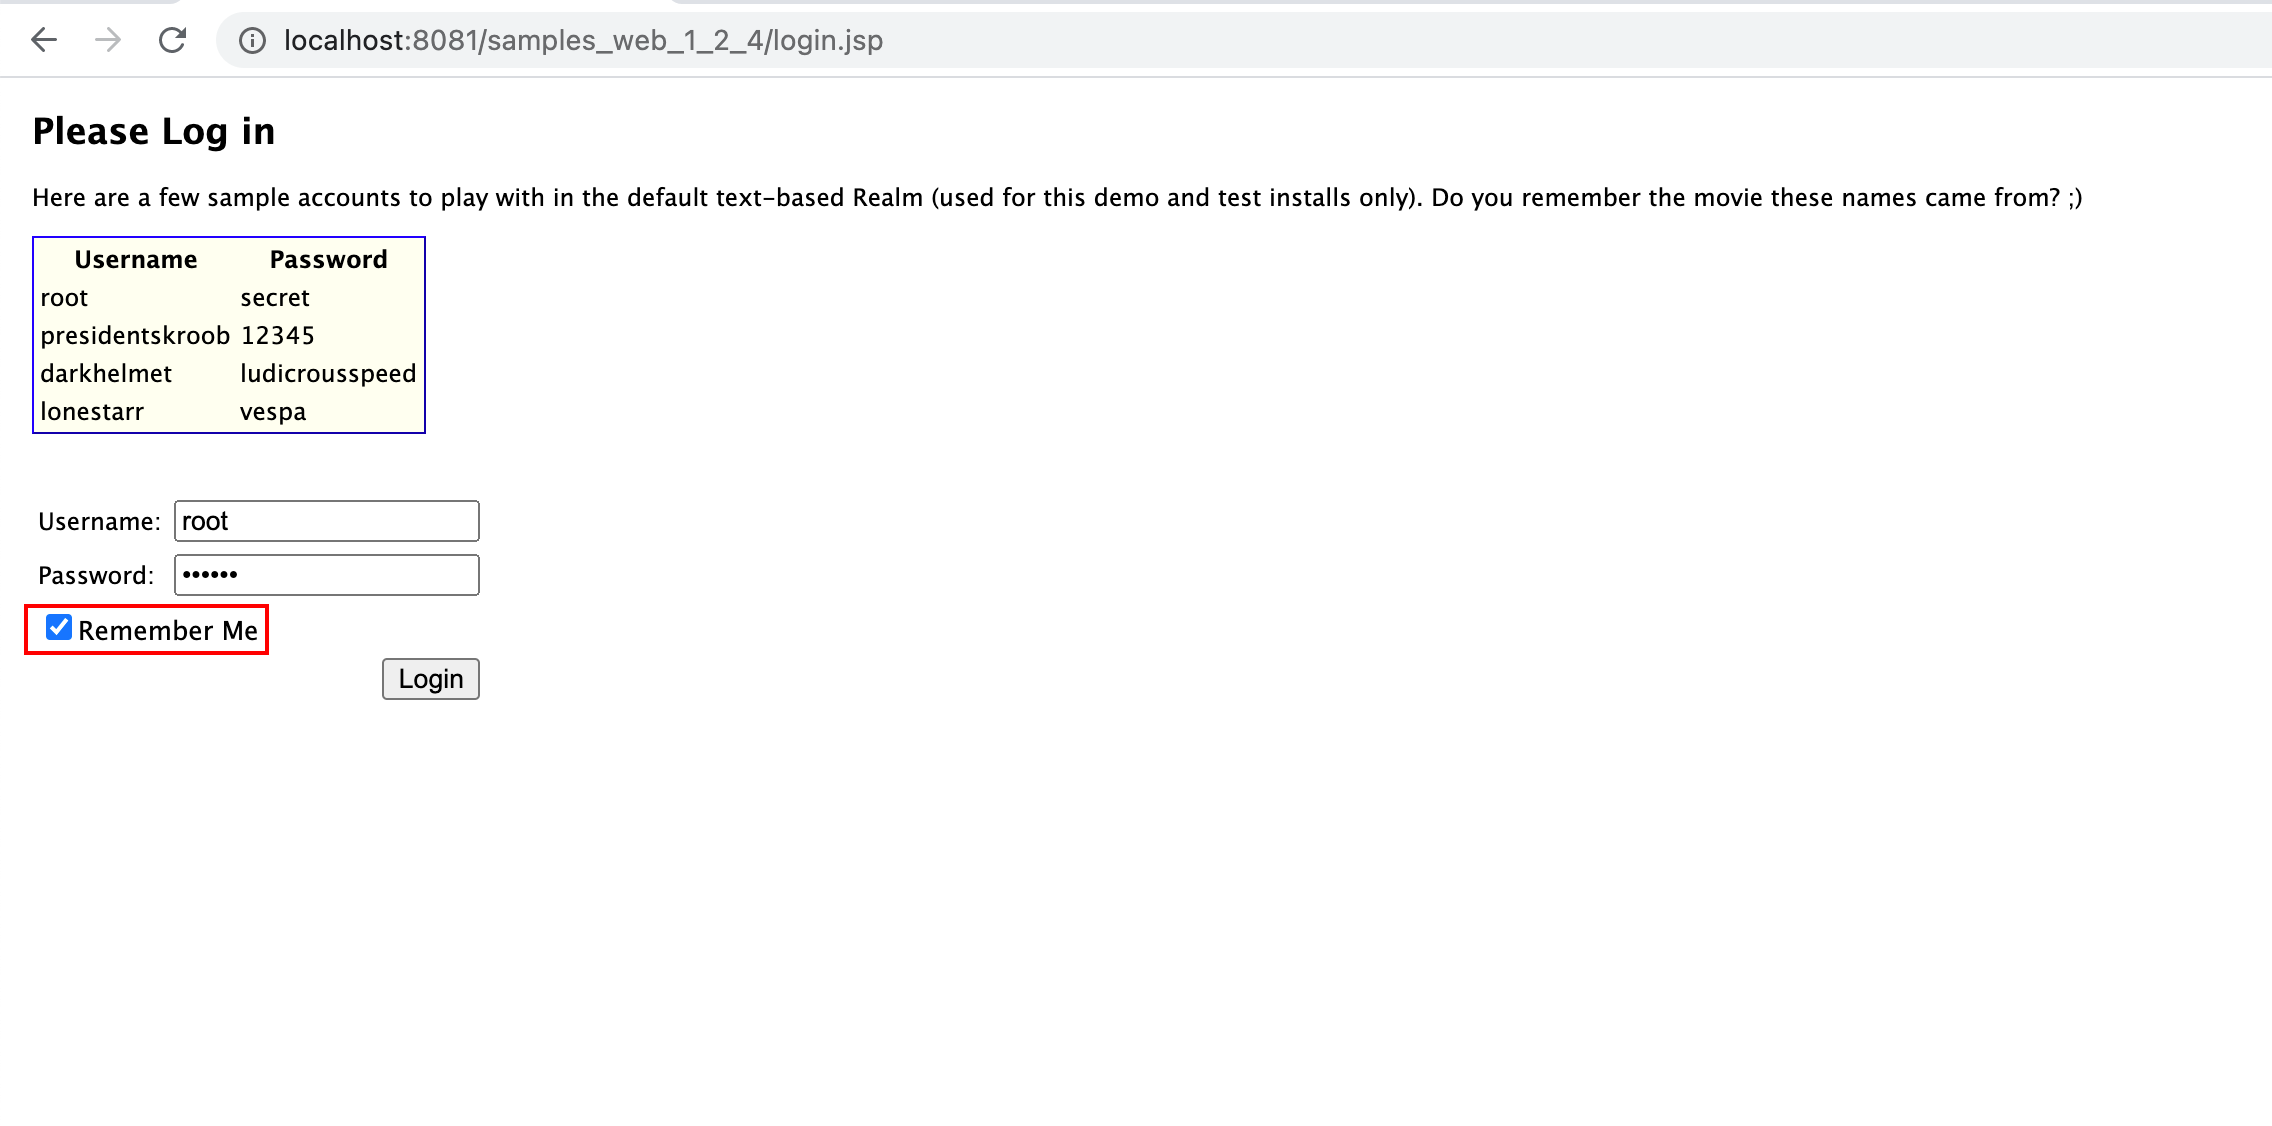 localhost:8081/samples_web_1_2_4/login.jsp
Please Log in
Here are a few sample accounts to play with in the default text-based Realm (used for this demo and test installs only). Do you remember the movie these names came from? ;)
Username Password
root secret
presidentskroob 12345
darkhelmet ludicrousspeed
lonestarr vespa
Username: root
Password: ••••••
Remember Me
Login